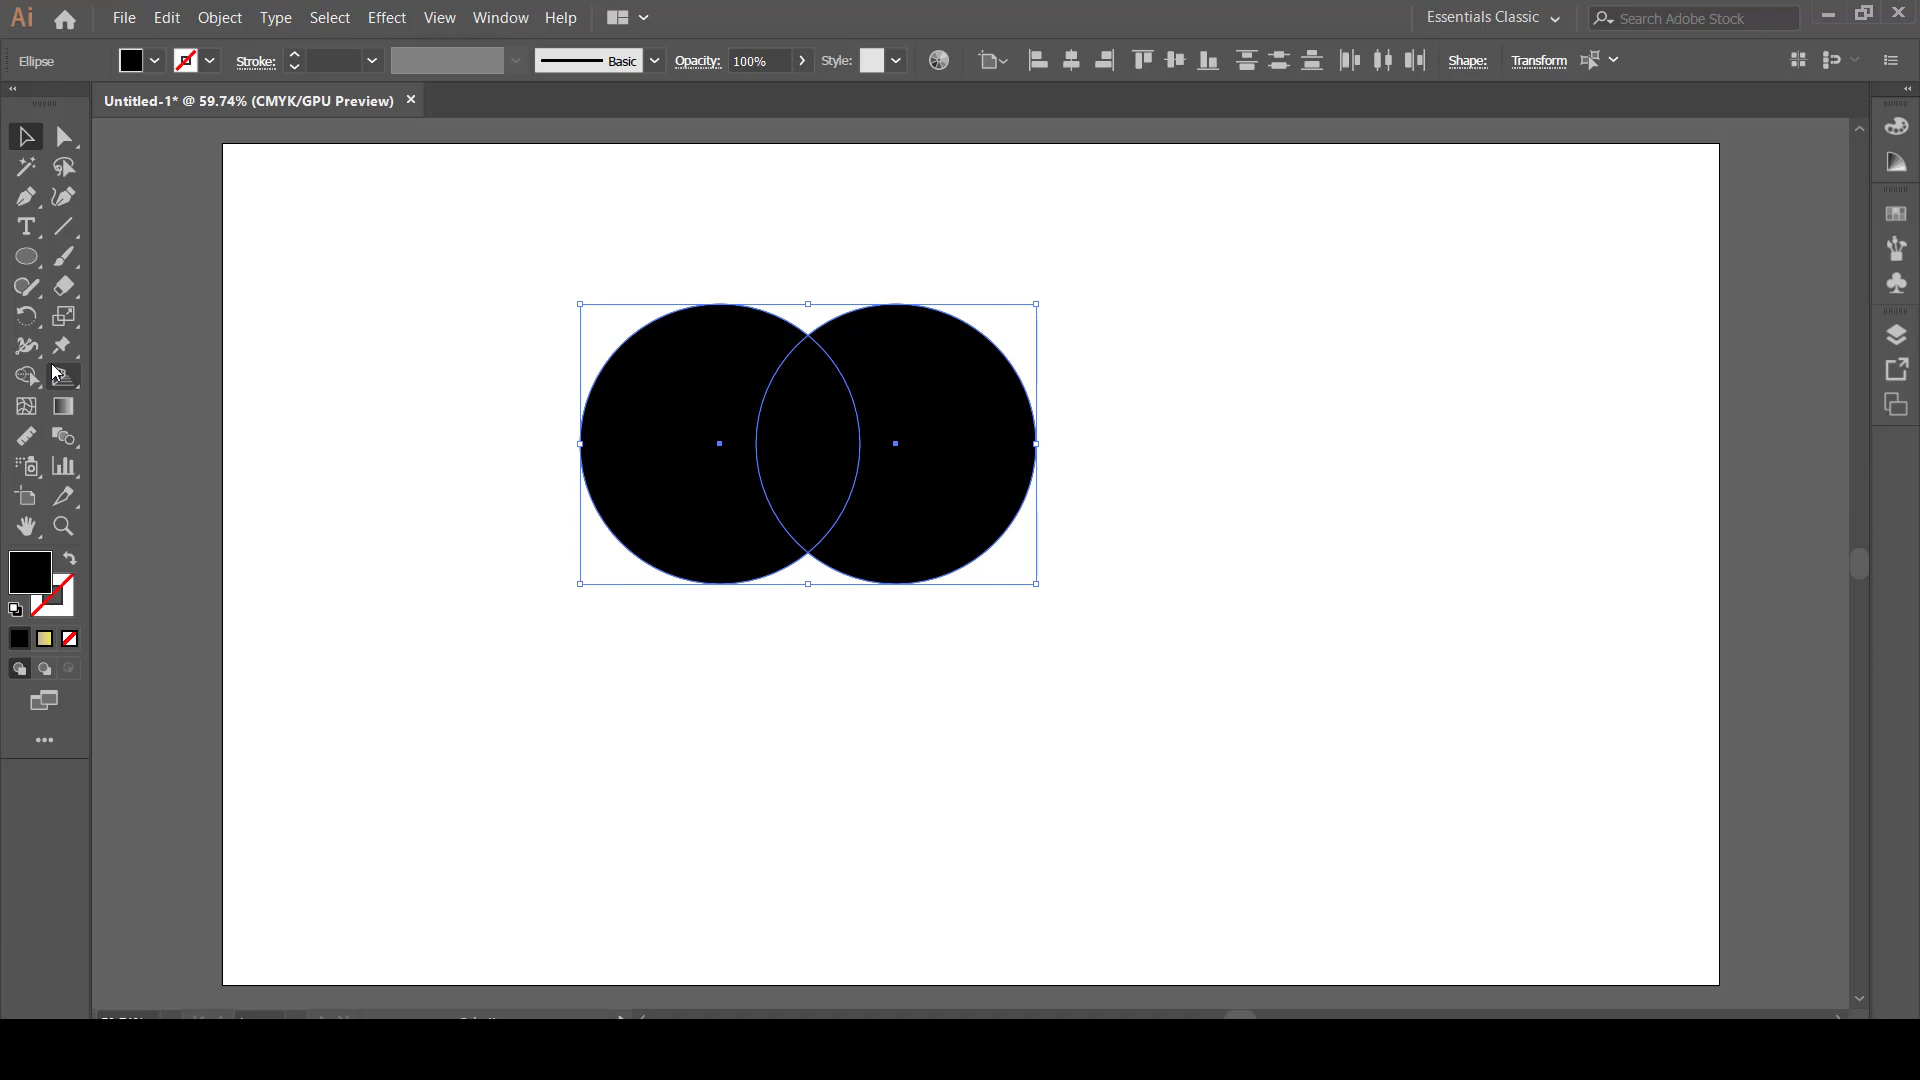 Ai File Edit Object Type Select Effect View Window Help Essentials Classic Search Adobe Stock
Ellipse Stroke: Basic Opacity: 100% Style: Shape: Transform
Untitled-1* @ 59.74% (CMYK/GPU Preview) ×
T